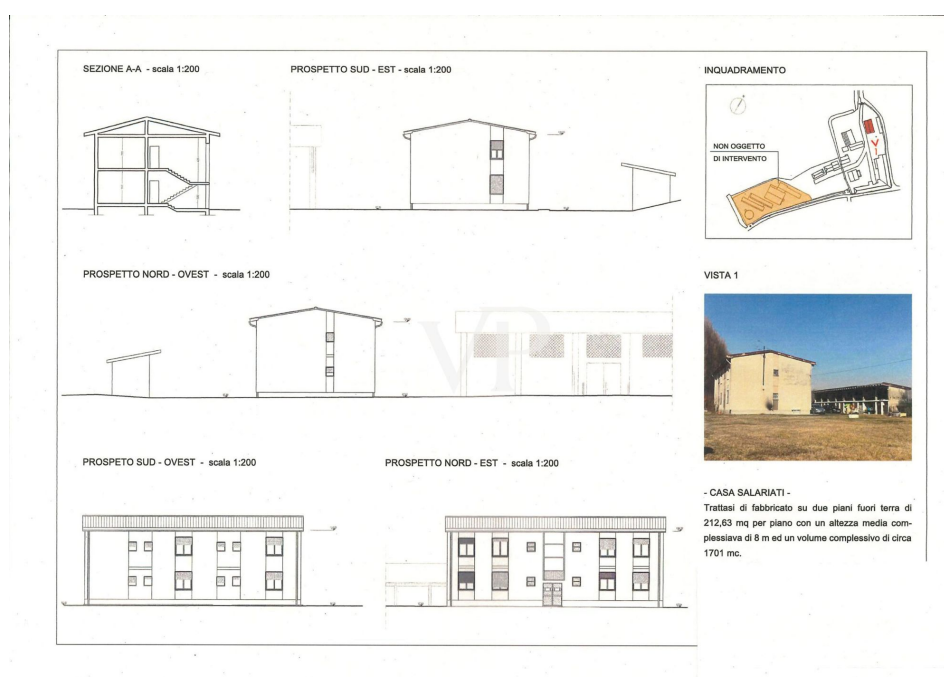 SEZIONE A-A - scala 1:200
PROSPETTO SUD - EST - scala 1:200
INQUADRAMENTO
NON OGGETTO
DI INTERVENTO
PROSPETTO NORD - OVEST - scala 1:200
VISTA 1
VP
PROSPETO SUD - OVEST - scala 1:200
PROSPETTO NORD - EST - scala 1:200
- CASA SALARIATI -
Trattasi di fabbricato su due piani fuori terra di
212,63 mq per piano con un altezza media com-
plessiava di 8 m ed un volume complessivo di circa
1701 mc.